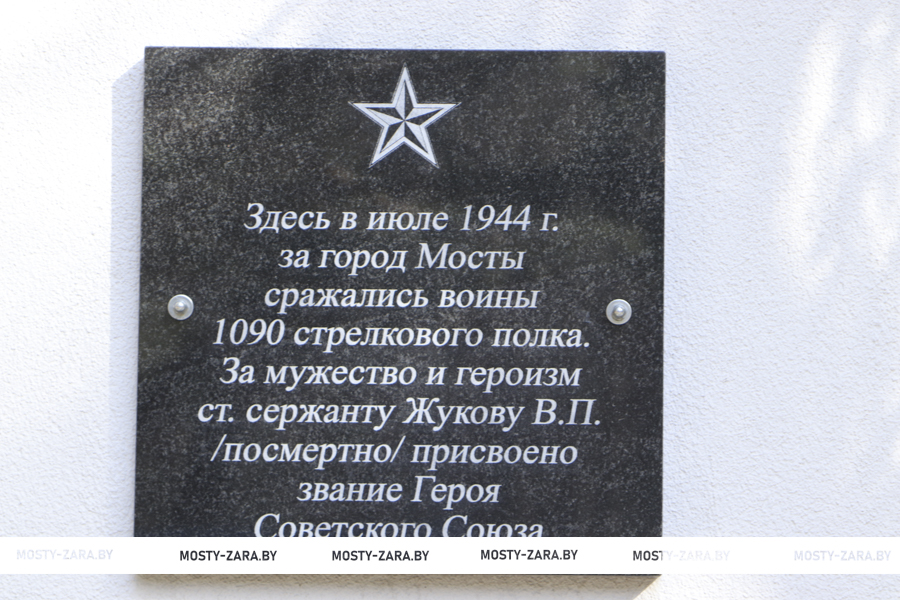 Здесь в июле 1944 г.
за город Мосты
сражались воины
1090 стрелкового полка.
За мужество и героизм
ст. сержанту Жукову В.П.
/посмертно/ присвоено
звание Героя
Советского Союза
MOSTY-ZARA.BY MOSTY-ZARA.BY MOSTY-ZARA.BY MOSTY-ZARA.BY MOSTY-ZARA.BY MOSTY-ZARA.BY